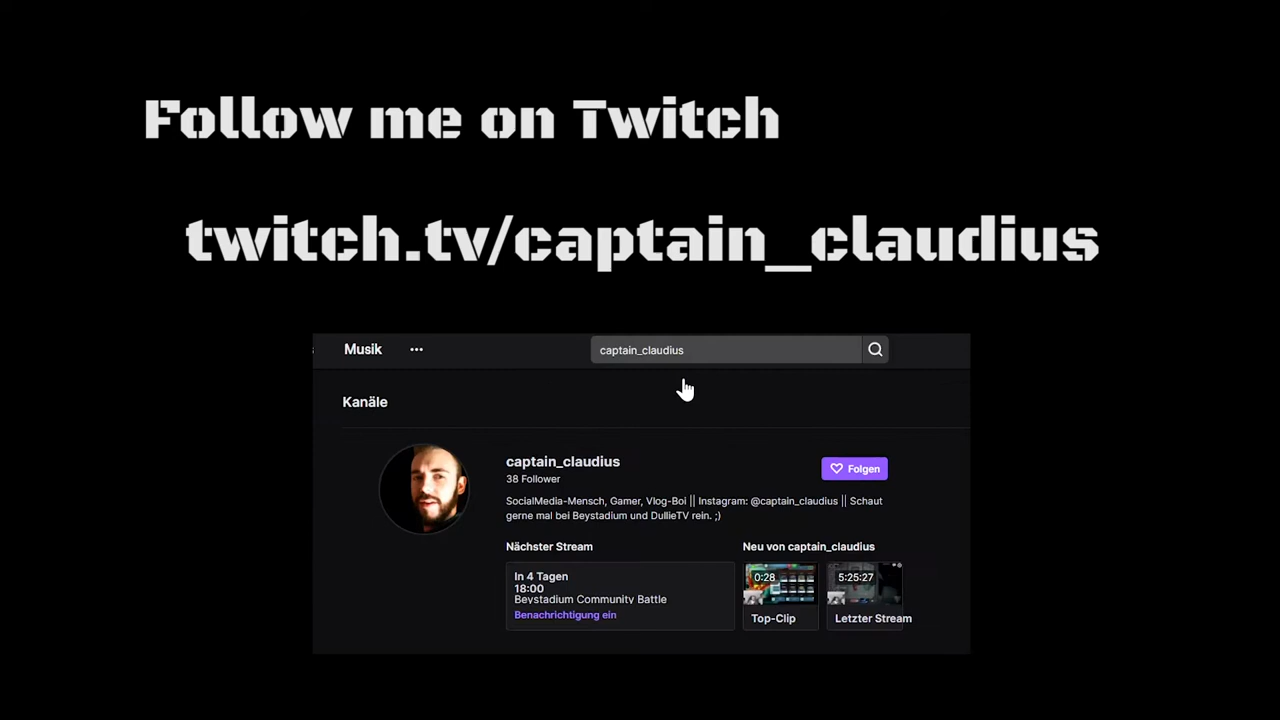 Follow me on Twitch
twitch.tv/captain_claudius
Musik ...
captain_claudius
Kanäle
captain_claudius
38 Follower
Folgen
SocialMedia-Mensch, Gamer, Vlog-Boi || Instagram: @captain_claudius || Schaut
gerne mal bei Beystadium und DullieTV rein. ;)
Nächster Stream
In 4 Tagen
18:00
Beystadium Community Battle
Benachrichtigung ein
Neu von captain_claudius
0:28
Top-Clip
5:25:27
Letzter Stream